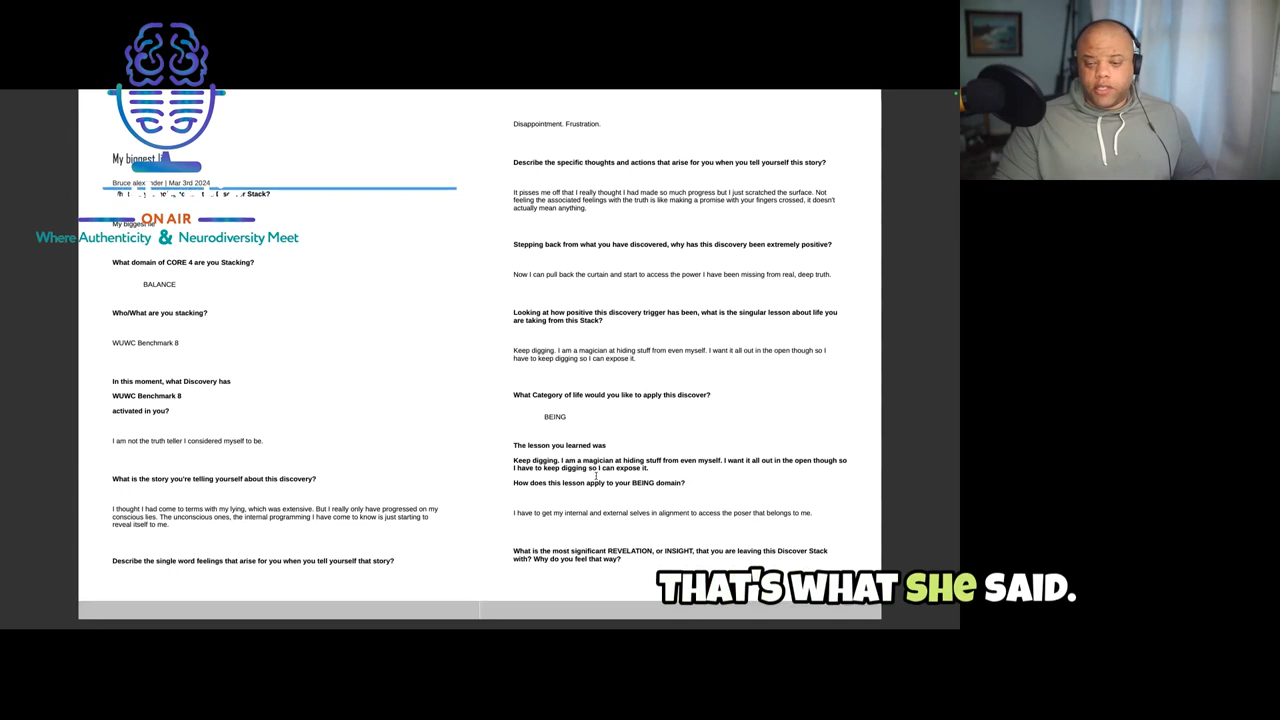 My biggest
Bruce alexander | Mar 3rd 2024
Stack?
My biggest lie
ON AIR
Where Authenticity & Neurodiversity Meet
What domain of CORE 4 are you Stacking?
BALANCE
Who/What are you stacking?
WUWC Benchmark 8
In this moment, what Discovery has
WUWC Benchmark 8
activated in you?
I am not the truth teller I considered myself to be.
What is the story you're telling yourself about this discovery?
I thought I had come to terms with my lying, which was extensive. But I really only have progressed on my
conscious lies. The unconscious ones, the internal programming I have come to know is just starting to
reveal itself to me.
Describe the single word feelings that arise for you when you tell yourself that story?
Disappointment. Frustration.
Describe the specific thoughts and actions that arise for you when you tell yourself this story?
It pisses me off that I really thought I had made so much progress but I just scratched the surface. Not
feeling the associated feelings with the truth is like making a promise with your fingers crossed, it doesn't
actually mean anything.
Stepping back from what you have discovered, why has this discovery been extremely positive?
Now I can pull back the curtain and start to access the power I have been missing from real, deep truth.
Looking at how positive this discovery trigger has been, what is the singular lesson about life you
are taking from this Stack?
Keep digging. I am a magician at hiding stuff from even myself. I want it all out in the open though so I
have to keep digging so I can expose it.
What Category of life would you like to apply this discover?
BEING
The lesson you learned was
Keep digging. I am a magician at hiding stuff from even myself. I want it all out in the open though so
I have to keep digging so I can expose it.
How does this lesson apply to your BEING domain?
I have to get my internal and external selves in alignment to access the poser that belongs to me.
What is the most significant REVELATION, or INSIGHT, that you are leaving this Discover Stack
with? Why do you feel that way?
THAT'S WHAT SHE SAID.